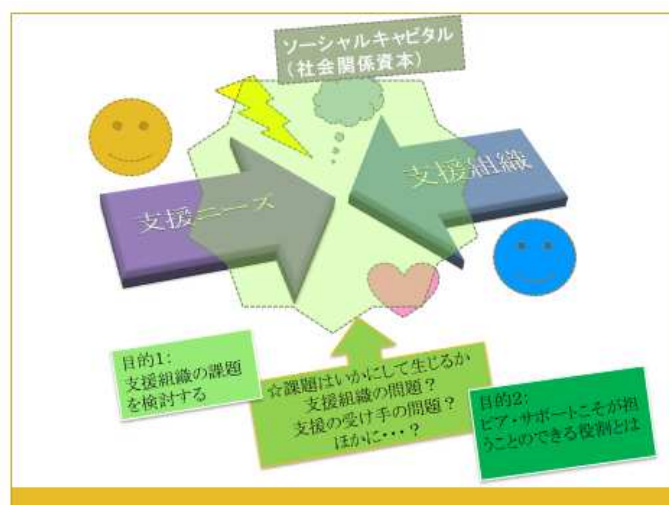 ソーシャルキャピタル
(社会関係資本)
支援ニーズ
支援組織
目的1:
支援組織の課題
を検討する
☆課題はいかにして生じるか
支援組織の問題？
支援の受け手の問題？
ほかに・・・？
目的2:
ピア・サポートこそが担
うことのできる役割とは